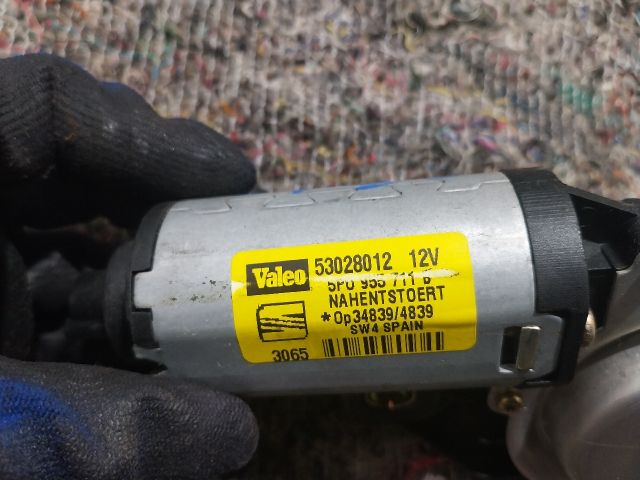 Valeo 53028012 12V
5P0 955 711 B
NAHENTSTOERT
*Op34839/4839
SW4 SPAIN
3065